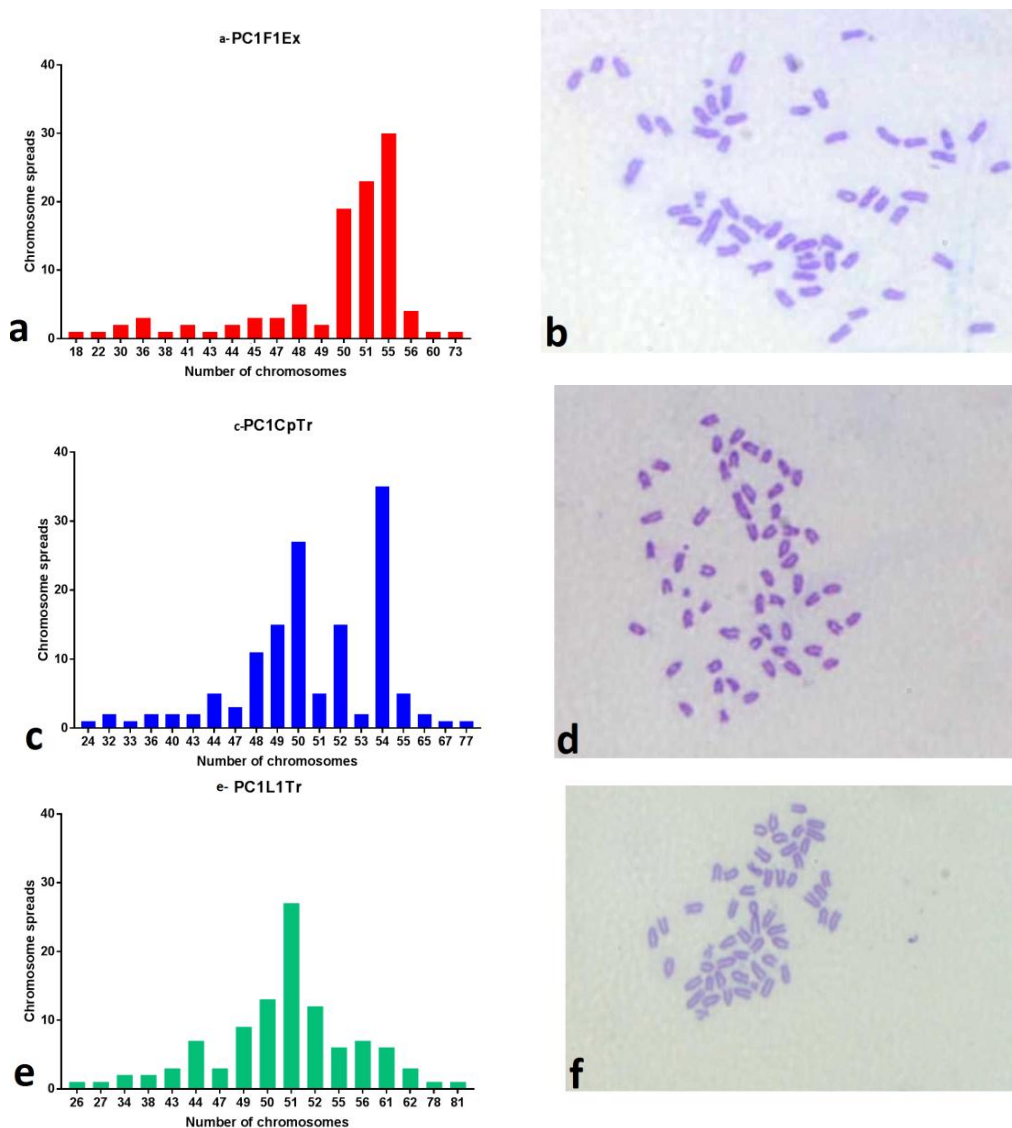 a-PC1F1Ex
Chromosome spreads
40
30
20
10
0
18 22 30 36 38 41 43 44 45 47 48 49 50 51 55 56 60 73
Number of chromosomes
a
b
c-PC1CpTr
Chromosome spreads
40
30
20
10
0
24 32 33 36 40 43 44 47 48 49 50 51 52 53 54 55 65 67 77
Number of chromosomes
c
d
e- PC1L1Tr
Chromosome spreads
40
30
20
10
0
26 27 34 38 43 44 47 49 50 51 52 55 56 61 62 78 81
Number of chromosomes
e
f